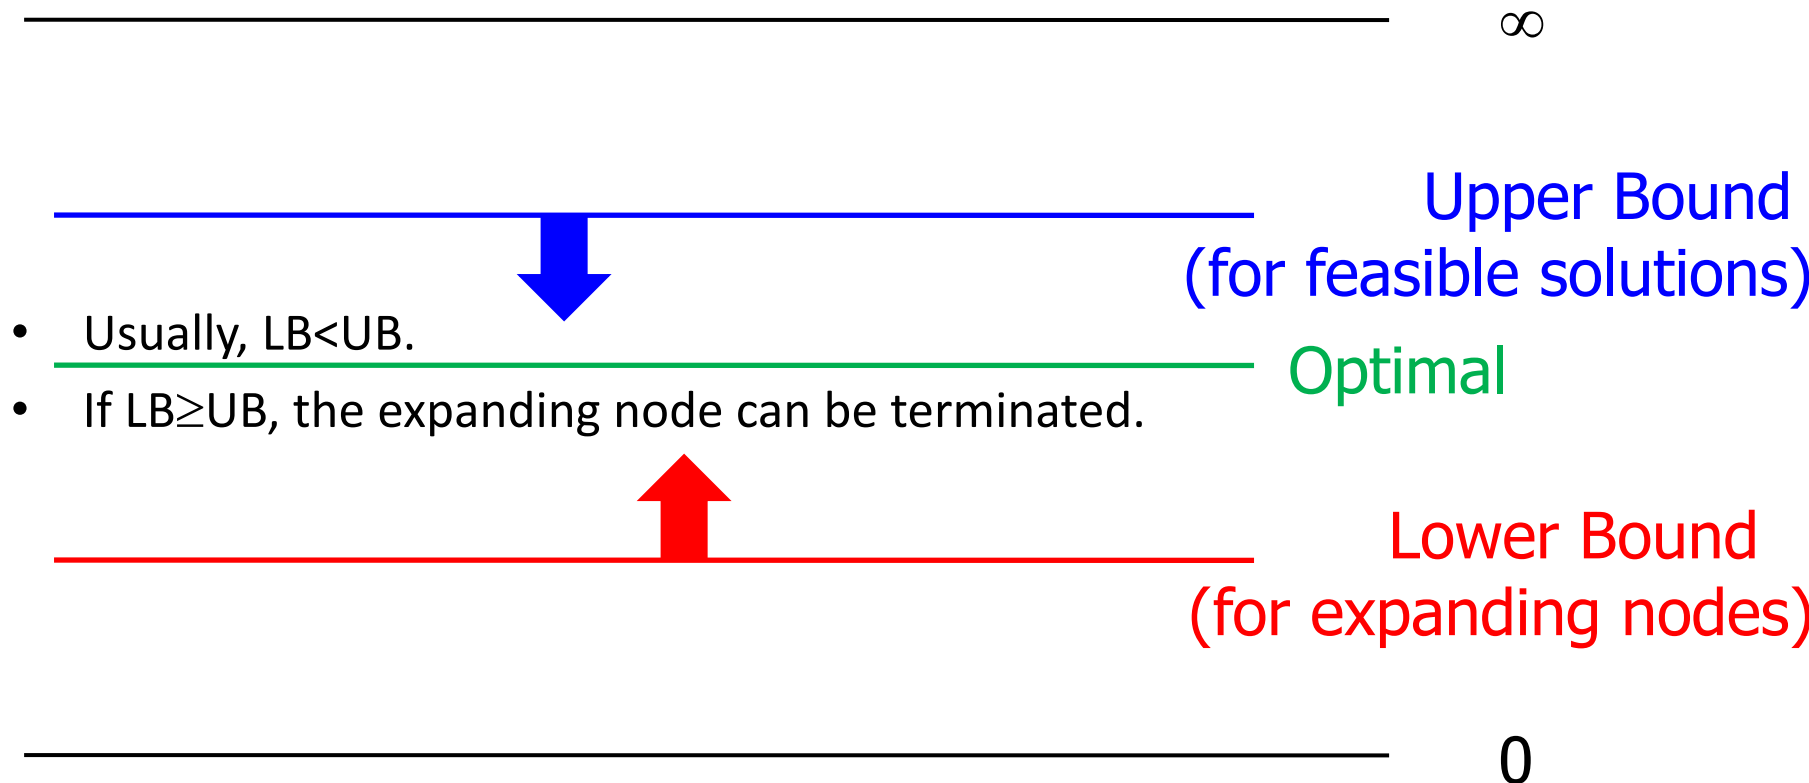 ∞
Upper Bound
(for feasible solutions)
• Usually, LB<UB.
Optimal
• If LB≥UB, the expanding node can be terminated.
Lower Bound
(for expanding nodes)
0